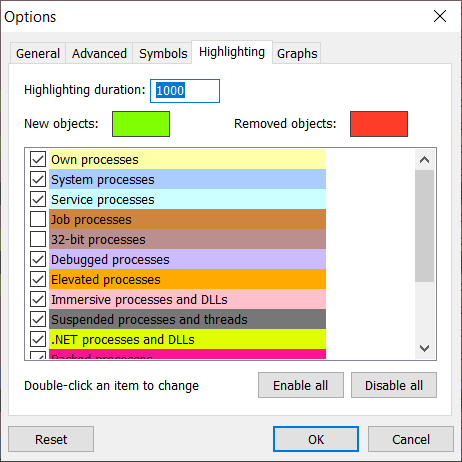 Options
General Advanced Symbols Highlighting Graphs
Highlighting duration: 1000
New objects: Removed objects:
Own processes
System processes
Service processes
Job processes
32-bit processes
Debugged processes
Elevated processes
Immersive processes and DLLs
Suspended processes and threads
.NET processes and DLLs
Packed processes
Double-click an item to change Enable all Disable all
Reset OK Cancel